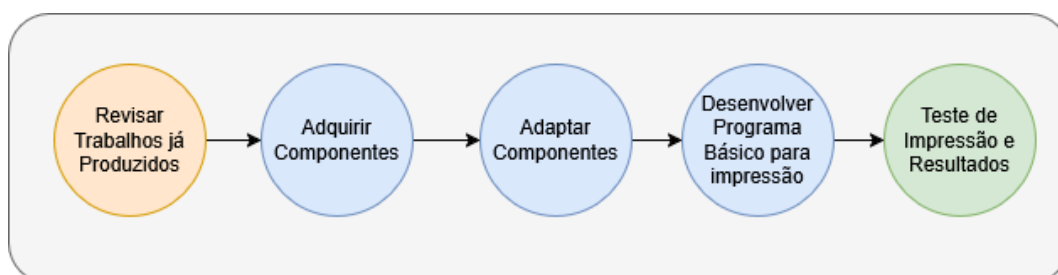 Revisar
Trabalhos já
Produzidos
Adquirir
Componentes
Adaptar
Componentes
Desenvolver
Programa
Básico para
impressão
Teste de
Impressão e
Resultados